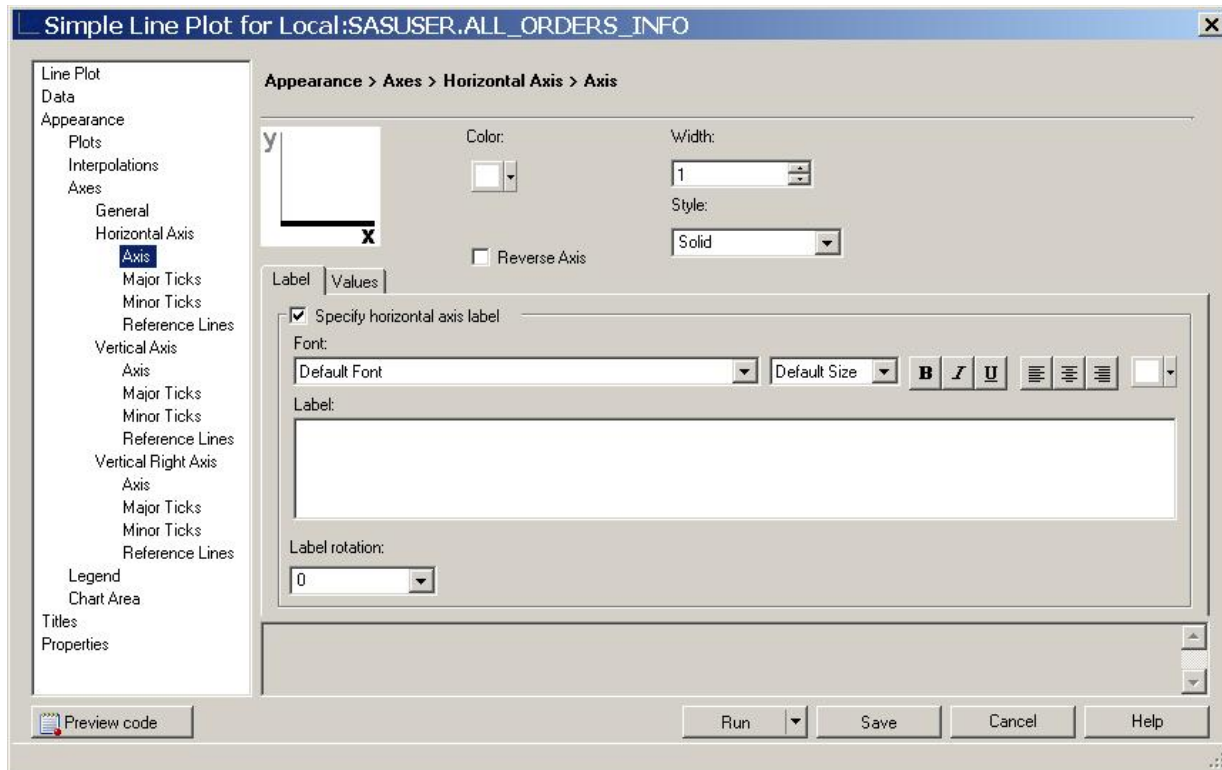 Simple Line Plot for Local:SASUSER.ALL_ORDERS_INFO
Line Plot
Data
Appearance
Plots
Interpolations
Axes
General
Horizontal Axis
Axis
Major Ticks
Minor Ticks
Reference Lines
Vertical Axis
Axis
Major Ticks
Minor Ticks
Reference Lines
Vertical Right Axis
Axis
Major Ticks
Minor Ticks
Reference Lines
Legend
Chart Area
Titles
Properties
Appearance > Axes > Horizontal Axis > Axis
y
x
Color:
Width:
1
Style:
Solid
Reverse Axis
Label Values
Specify horizontal axis label
Font:
Default Font Default Size B I U
Label:
Label rotation:
0
Preview code Run Save Cancel Help